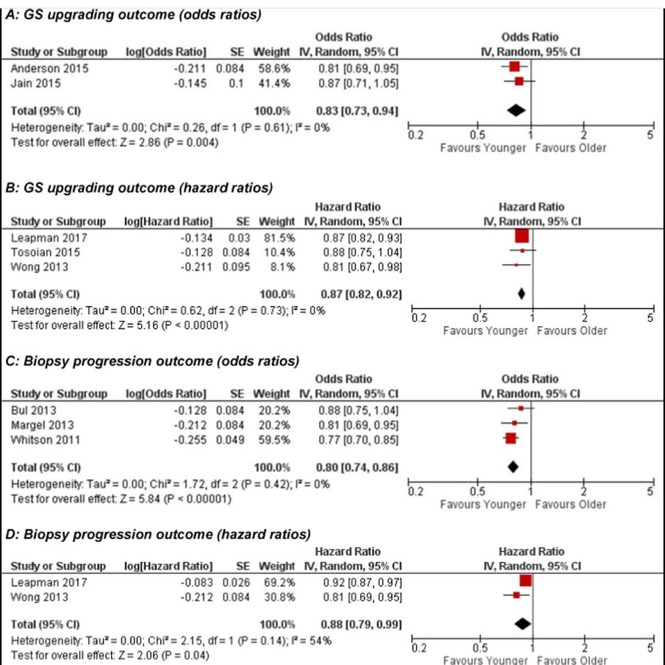 A: GS upgrading outcome (odds ratios)
Odds Ratio Odds Ratio
Study or Subgroup log[Odds Ratio] SE Weight IV, Random, 95% CI IV, Random, 95% CI
Anderson 2015 -0.211 0.084 58.6% 0.81 [0.69, 0.95]
Jain 2015 -0.145 0.1 41.4% 0.87 [0.71, 1.05]
Total (95% CI) 100.0% 0.83 [0.73, 0.94]
Heterogeneity: Tau² = 0.00; Chi² = 0.26, df = 1 (P = 0.61); I² = 0%
Test for overall effect: Z = 2.86 (P = 0.004)
0.2 0.5 1 2 5
Favours Younger Favours Older
B: GS upgrading outcome (hazard ratios)
Hazard Ratio Hazard Ratio
Study or Subgroup log[Hazard Ratio] SE Weight IV, Random, 95% CI IV, Random, 95% CI
Leapman 2017 -0.134 0.03 81.5% 0.87 [0.82, 0.93]
Tosoian 2015 -0.128 0.084 10.4% 0.88 [0.75, 1.04]
Wong 2013 -0.211 0.095 8.1% 0.81 [0.67, 0.98]
Total (95% CI) 100.0% 0.87 [0.82, 0.92]
Heterogeneity: Tau² = 0.00; Chi² = 0.62, df = 2 (P = 0.73); I² = 0%
Test for overall effect: Z = 5.16 (P < 0.00001)
0.2 0.5 1 2 5
Favours Younger Favours Older
C: Biopsy progression outcome (odds ratios)
Odds Ratio Odds Ratio
Study or Subgroup log[Odds Ratio] SE Weight IV, Random, 95% CI IV, Random, 95% CI
Bul 2013 -0.128 0.084 20.2% 0.88 [0.75, 1.04]
Margel 2013 -0.212 0.084 20.2% 0.81 [0.69, 0.95]
Whitson 2011 -0.255 0.049 59.5% 0.77 [0.70, 0.85]
Total (95% CI) 100.0% 0.80 [0.74, 0.86]
Heterogeneity: Tau² = 0.00; Chi² = 1.72, df = 2 (P = 0.42); I² = 0%
Test for overall effect: Z = 5.84 (P < 0.00001)
0.2 0.5 1 2 5
Favours Younger Favours Older
D: Biopsy progression outcome (hazard ratios)
Hazard Ratio Hazard Ratio
Study or Subgroup log[Hazard Ratio] SE Weight IV, Random, 95% CI IV, Random, 95% CI
Leapman 2017 -0.083 0.026 69.2% 0.92 [0.87, 0.97]
Wong 2013 -0.212 0.084 30.8% 0.81 [0.69, 0.95]
Total (95% CI) 100.0% 0.88 [0.79, 0.99]
Heterogeneity: Tau² = 0.00; Chi² = 2.15, df = 1 (P = 0.14); I² = 54%
Test for overall effect: Z = 2.06 (P = 0.04)
0.2 0.5 1 2 5
Favours Younger Favours Older